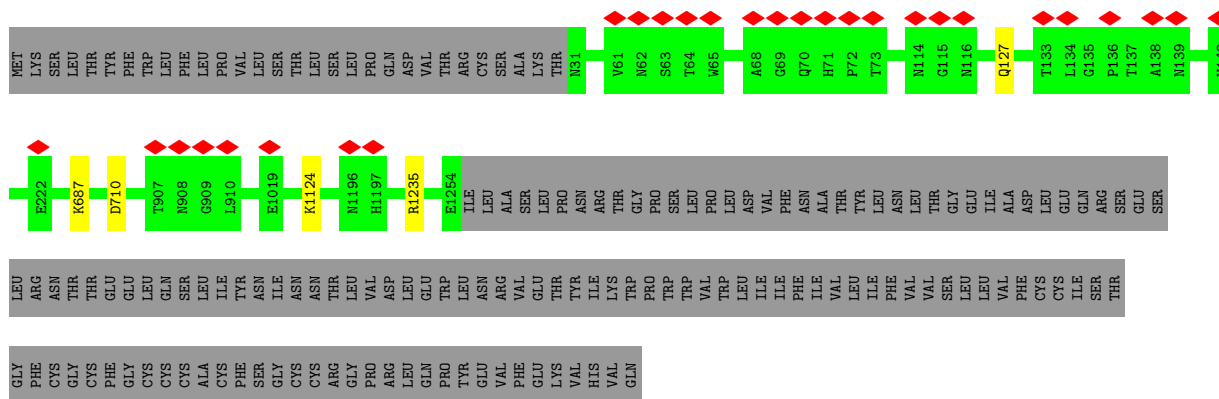 MET LYS SER LEU THR TYR PHE TRP LEU PHE LEU PRO VAL LEU SER THR LEU SER LEU PRO GLN ASP VAL THR ARG CYS SER ALA LYS THR N31 V61 N62 S63 T64 W65 A68 G69 Q70 H71 P72 T73 N114 G115 N116 Q127 T133 L134 G135 P136 T137 A138 N139
E222 K687 D710 T907 N908 G909 L910 E1019 K1124 N1196 H1197 R1235 E1254 ILE LEU ALA SER LEU PRO ASN ARG THR GLY PRO SER LEU PRO LEU ASP VAL PHE ASN ALA THR TYR LEU ASN LEU THR GLY GLU ILE ALA ASP LEU GLU GLN ARG SER GLU SER
LEU ARG ASN THR THR GLU GLU LEU GLN SER LEU ILE TYR ASN ILE ASN ASN THR LEU VAL ASP LEU GLU TRP LEU ASN ARG VAL GLU THR TYR ILE LYS TRP PRO TRP TRP VAL TRP LEU ILE ILE PHE ILE VAL LEU ILE PHE VAL VAL SER LEU LEU VAL PHE CYS CYS ILE SER THR
GLY PHE CYS GLY CYS PHE GLY CYS CYS CYS ALA CYS PHE SER GLY CYS CYS ARG GLY PRO ARG LEU GLN PRO TYR GLU VAL PHE GLU LYS VAL HIS VAL GLN